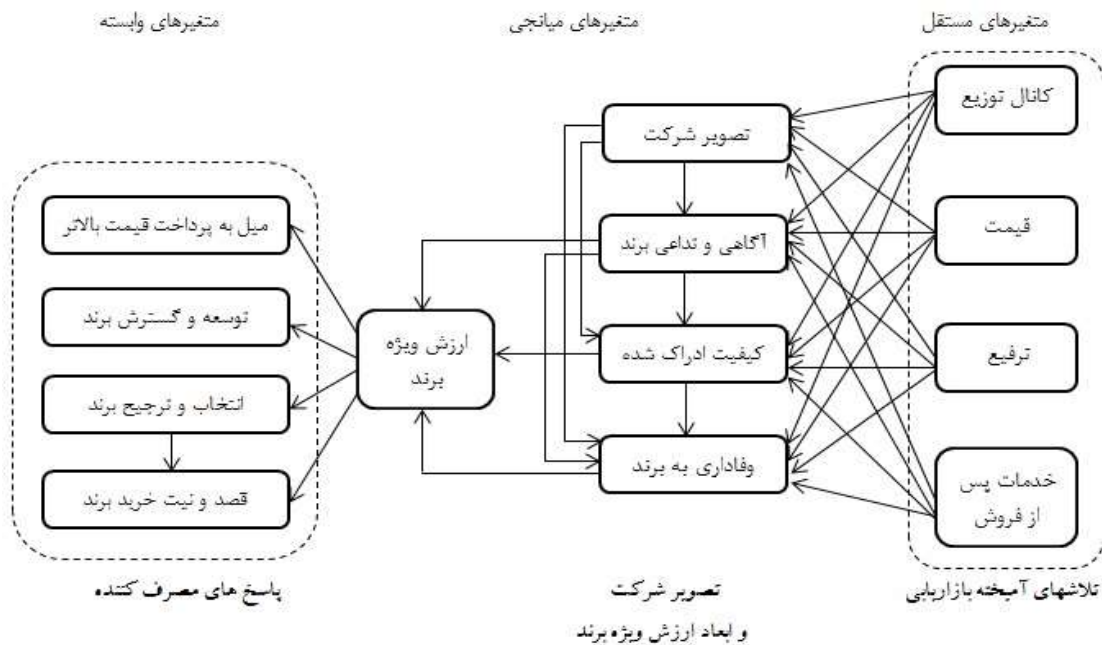 متغیرهای مستقل
متغیرهای میانجی
متغیرهای وابسته
کانال توزیع
قیمت
ترفیع
خدمات پس
از فروش
تلاشهای آمیخته بازاریابی
تصویر شرکت
آگاهی و تداعی برند
کیفیت ادراک شده
وفاداری به برند
تصویر شرکت
و ابعاد ارزش ویژه برند
ارزش ویژه
برند
میل به پرداخت قیمت بالاتر
توسعه و گسترش برند
انتخاب و ترجیح برند
قصد و نیت خرید برند
پاسخ های مصرف کننده